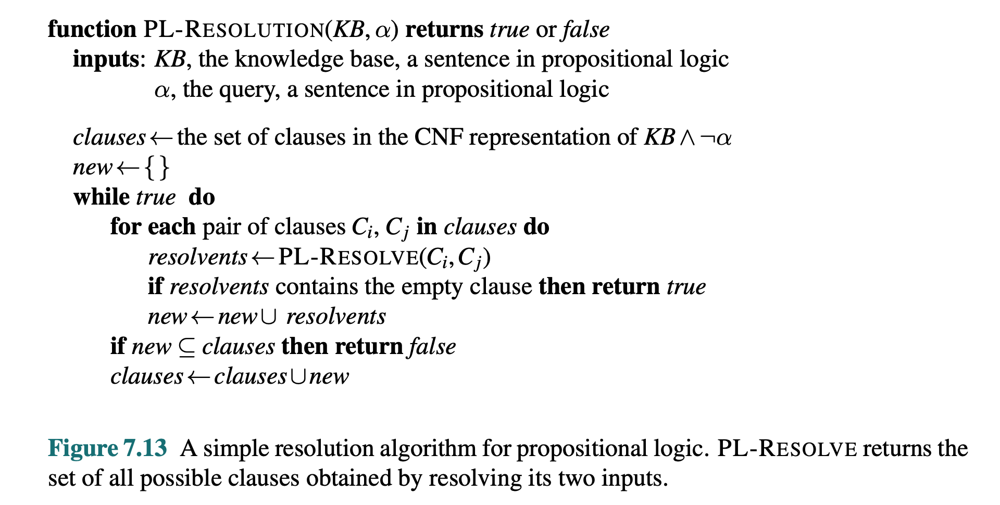 function PL-RESOLUTION(KB, α) returns true or false
inputs: KB, the knowledge base, a sentence in propositional logic
α, the query, a sentence in propositional logic
clauses ← the set of clauses in the CNF representation of KB ∧ ¬α
new ← { }
while true do
for each pair of clauses Cᵢ, Cⱼ in clauses do
resolvents ← PL-RESOLVE(Cᵢ, Cⱼ)
if resolvents contains the empty clause then return true
new ← new ∪ resolvents
if new ⊆ clauses then return false
clauses ← clauses ∪ new
Figure 7.13 A simple resolution algorithm for propositional logic. PL-RESOLVE returns the
set of all possible clauses obtained by resolving its two inputs.